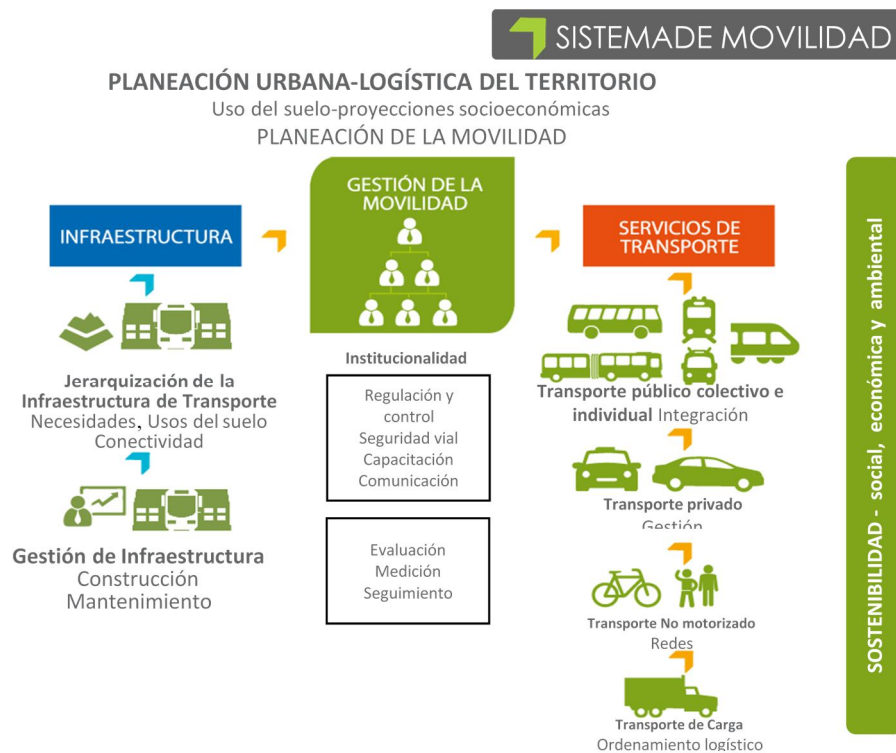 SISTEMADE MOVILIDAD
PLANEACIÓN URBANA-LOGÍSTICA DEL TERRITORIO
Uso del suelo-proyecciones socioeconómicas
PLANEACIÓN DE LA MOVILIDAD
INFRAESTRUCTURA
Jerarquización de la
Infraestructura de Transporte
Necesidades, Usos del suelo
Conectividad
Gestión de Infraestructura
Construcción
Mantenimiento
GESTIÓN DE LA
MOVILIDAD
Institucionalidad
Regulación y
control
Seguridad vial
Capacitación
Comunicación
Evaluación
Medición
Seguimiento
SERVICIOS DE
TRANSPORTE
Transporte público colectivo e
individual Integración
Transporte privado
Gestión
Transporte No motorizado
Redes
Transporte de Carga
Ordenamiento logístico
SOSTENIBILIDAD - social, económica y ambiental